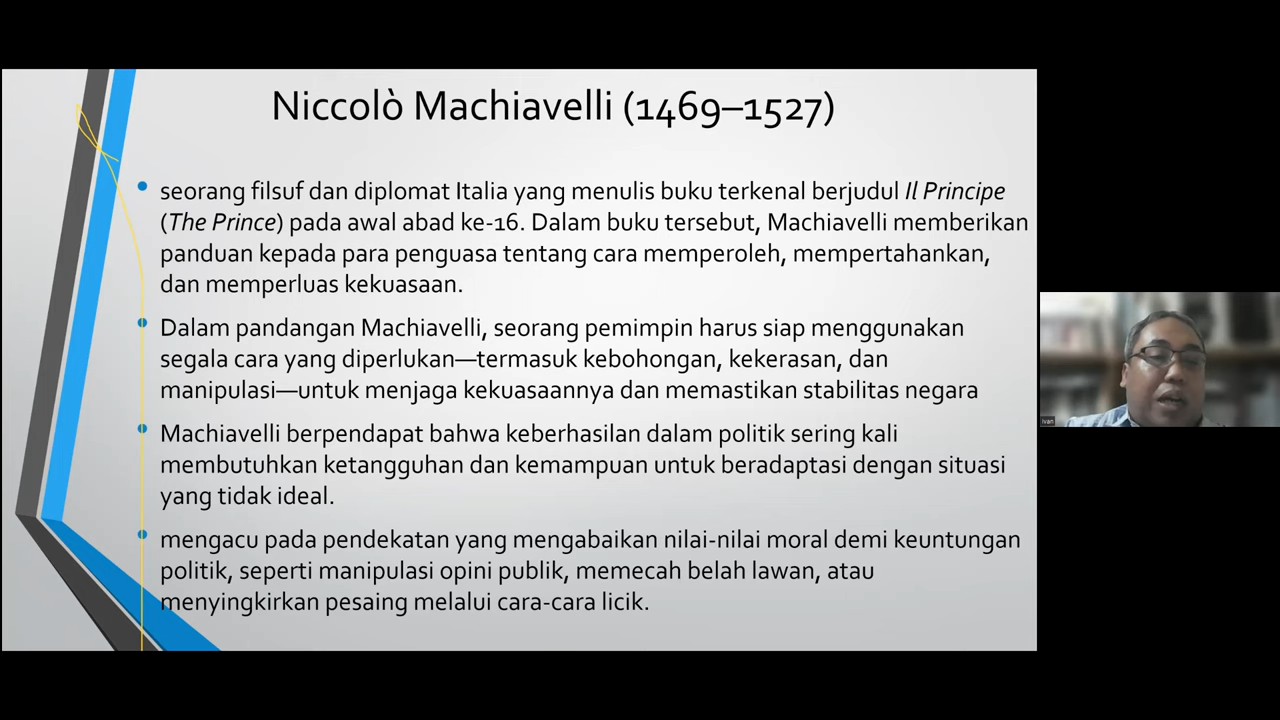 Niccolò Machiavelli (1469–1527)
• seorang filsuf dan diplomat Italia yang menulis buku terkenal berjudul Il Principe
(The Prince) pada awal abad ke-16. Dalam buku tersebut, Machiavelli memberikan
panduan kepada para penguasa tentang cara memperoleh, mempertahankan,
dan memperluas kekuasaan.
• Dalam pandangan Machiavelli, seorang pemimpin harus siap menggunakan
segala cara yang diperlukan—termasuk kebohongan, kekerasan, dan
manipulasi—untuk menjaga kekuasaannya dan memastikan stabilitas negara
• Machiavelli berpendapat bahwa keberhasilan dalam politik sering kali
membutuhkan ketangguhan dan kemampuan untuk beradaptasi dengan situasi
yang tidak ideal.
• mengacu pada pendekatan yang mengabaikan nilai-nilai moral demi keuntungan
politik, seperti manipulasi opini publik, memecah belah lawan, atau
menyingkirkan pesaing melalui cara-cara licik.
Ivan